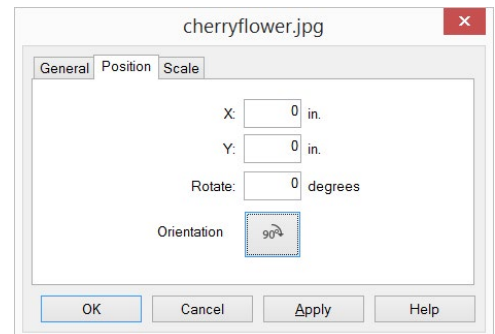 cherryflower.jpg
General Position Scale
X: 0 in.
Y: 0 in.
Rotate: 0 degrees
Orientation 90
OK Cancel Apply Help